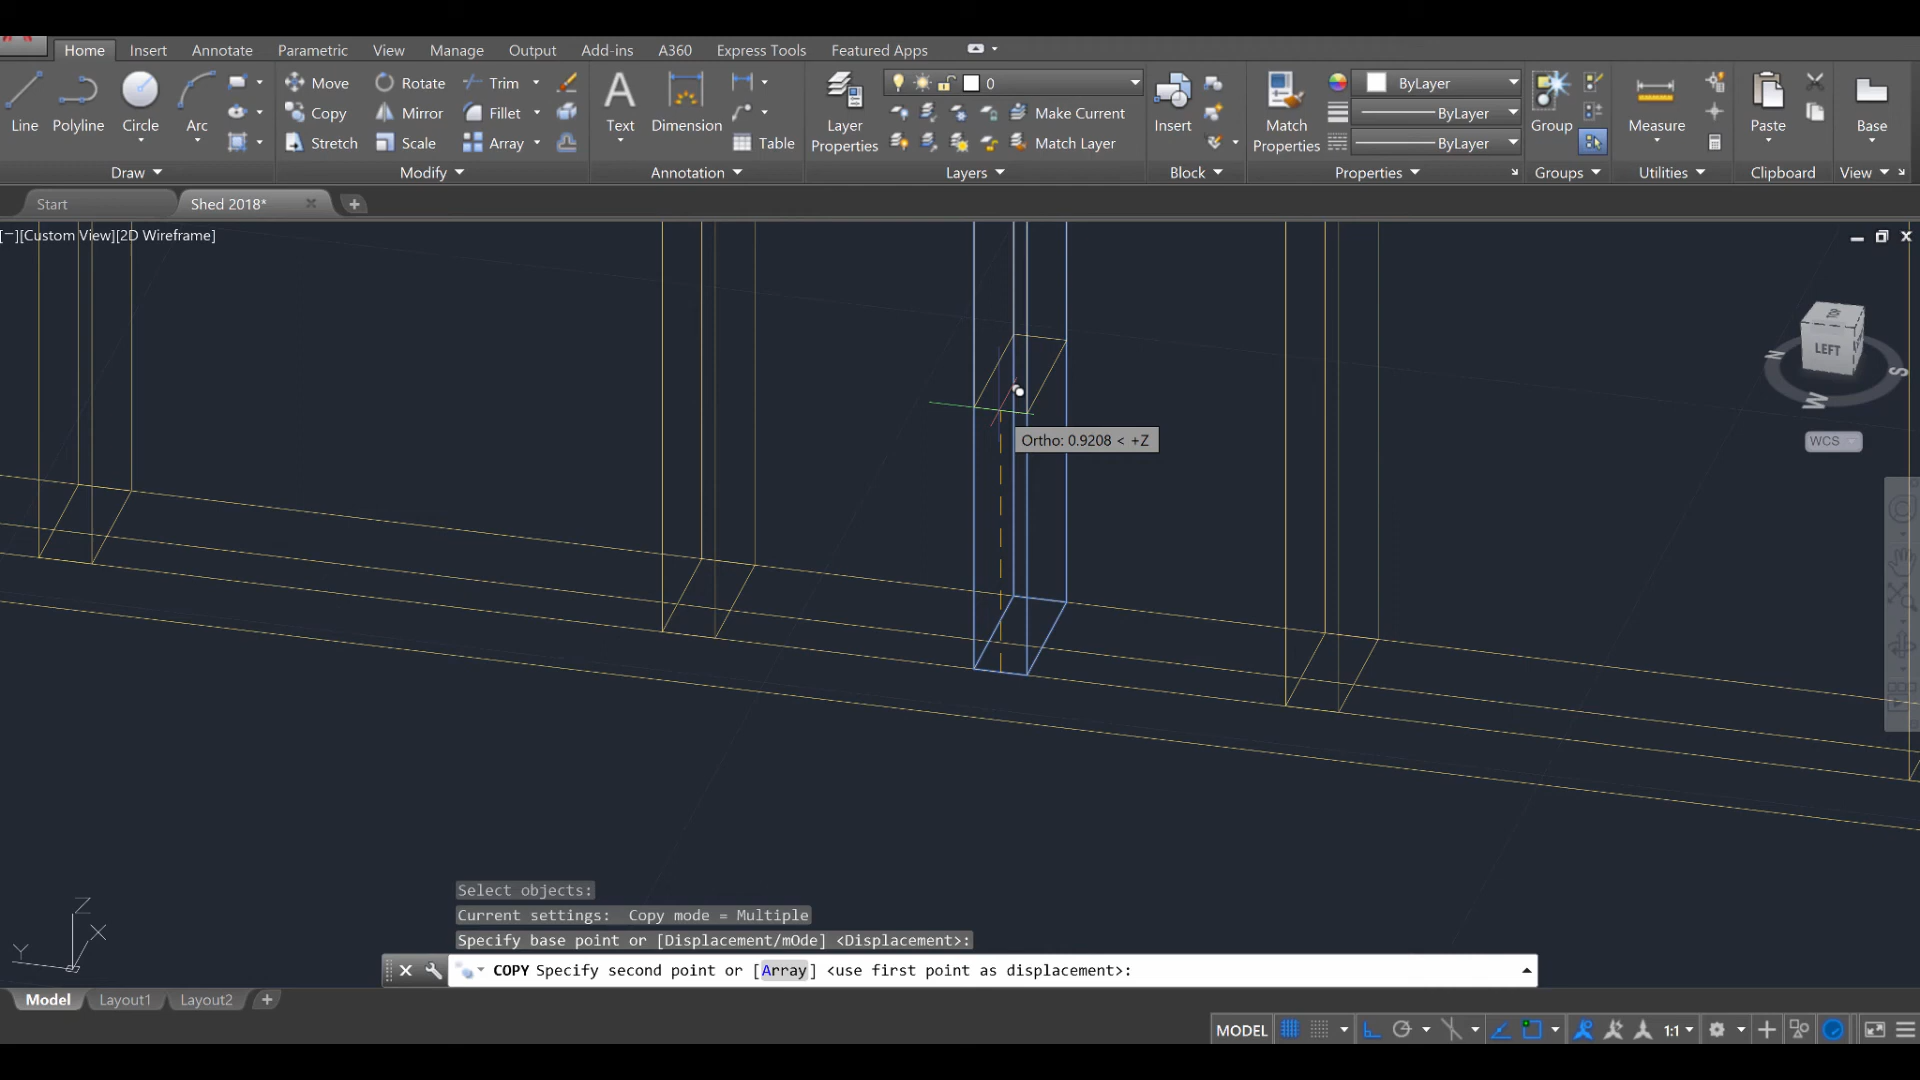 Home Insert Annotate Parametric View Manage Output Add-ins A360 Express Tools Featured Apps
Line
Polyline
Circle
Arc
Move
Copy
Stretch
Rotate
Mirror
Scale
Trim
Fillet
Array
Text
Dimension
Table
Layer
Properties
0
Make Current
Match Layer
Insert
Match
Properties
ByLayer
ByLayer
ByLayer
Group
Measure
Paste
Base
Draw Modify Annotation Layers Block Properties Groups Utilities Clipboard View
Start Shed 2018*
[−][Custom View][2D Wireframe]
TOP
LEFT
N
S
W
WCS
Ortho: 0.9208 < +Z
Z
X
Y
Select objects:
Current settings: Copy mode = Multiple
Specify base point or [Displacement/mOde] <Displacement>:
COPY Specify second point or [Array] <use first point as displacement>:
Model Layout1 Layout2
MODEL 1:1